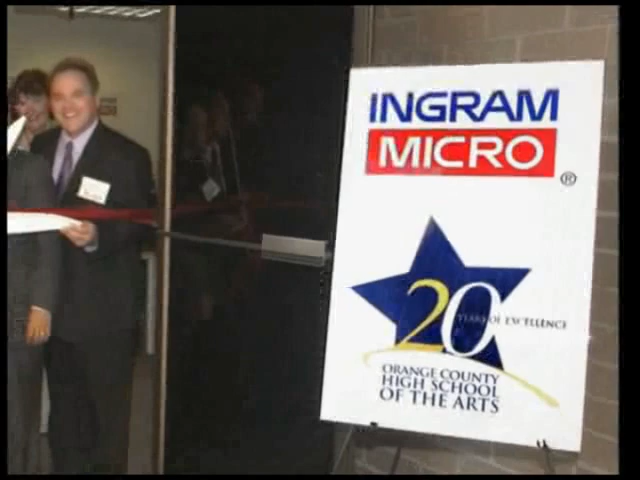 INGRAM
MICRO
®
20
YEARS OF EXCELLENCE
ORANGE COUNTY
HIGH SCHOOL
OF THE ARTS